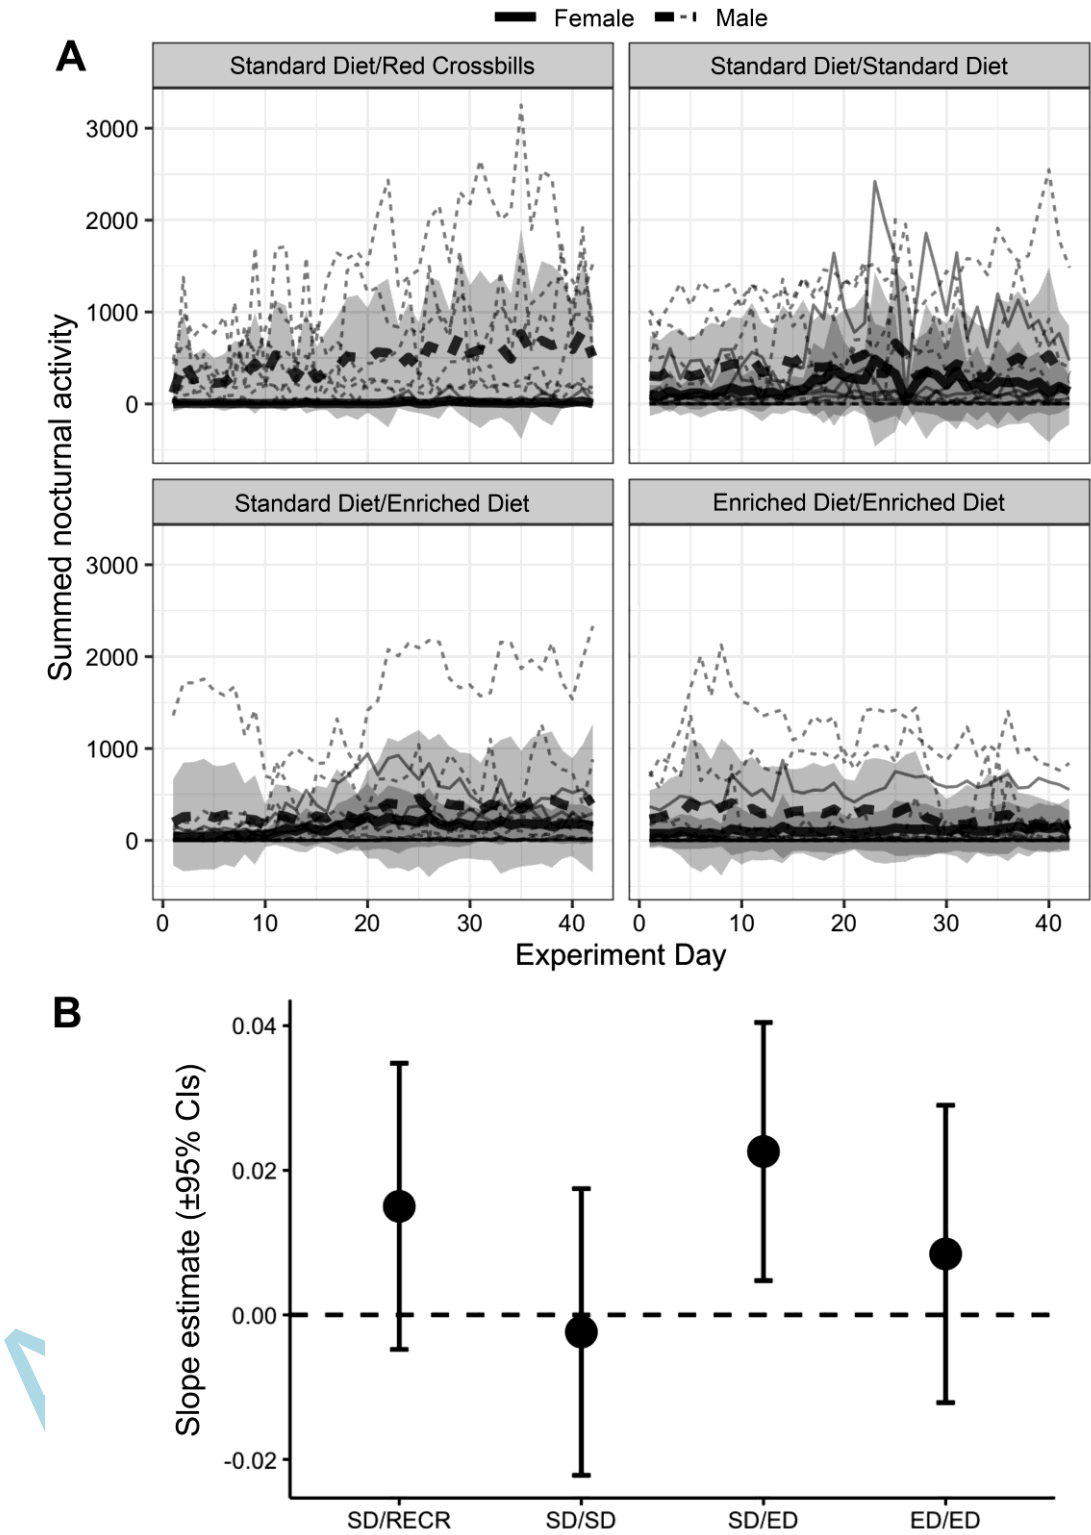 Female Male
A
Standard Diet/Red Crossbills Standard Diet/Standard Diet
3000
2000
1000
0
Summed nocturnal activity
Standard Diet/Enriched Diet Enriched Diet/Enriched Diet
3000
2000
1000
0
0 10 20 30 40 0 10 20 30 40
Experiment Day
B
Slope estimate (±95% CIs)
0.04
0.02
0.00
-0.02
SD/RECR SD/SD SD/ED ED/ED